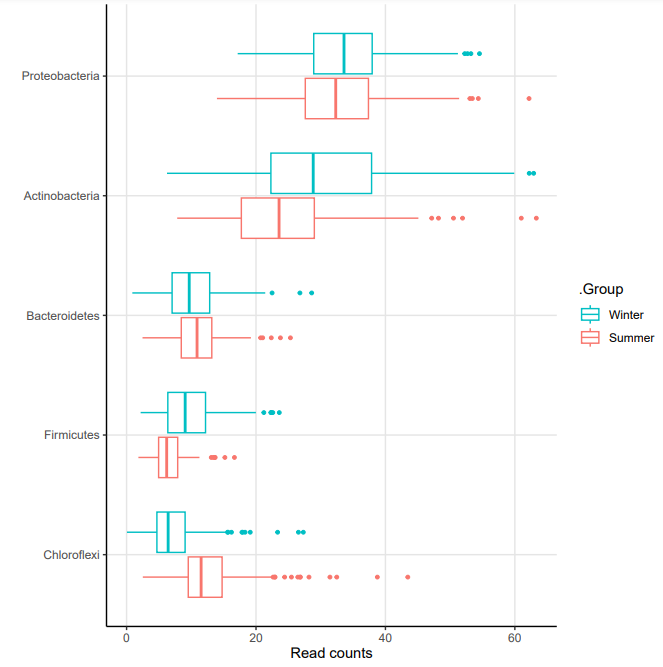 Proteobacteria
Actinobacteria
Bacteroidetes
Firmicutes
Chloroflexi
0 20 40 60
Read counts
.Group
Winter
Summer